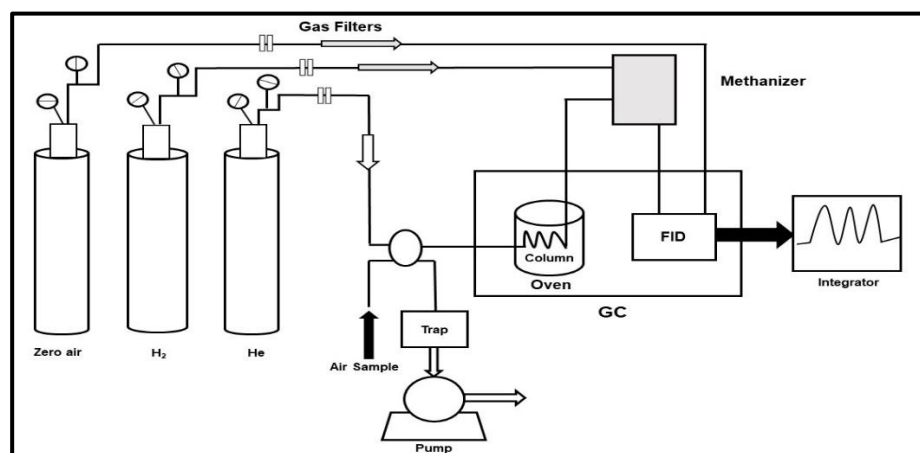 Gas Filters
Methanizer
FID
Column
Oven
Integrator
GC
Trap
Zero air
H₂
He
Air Sample
Pump